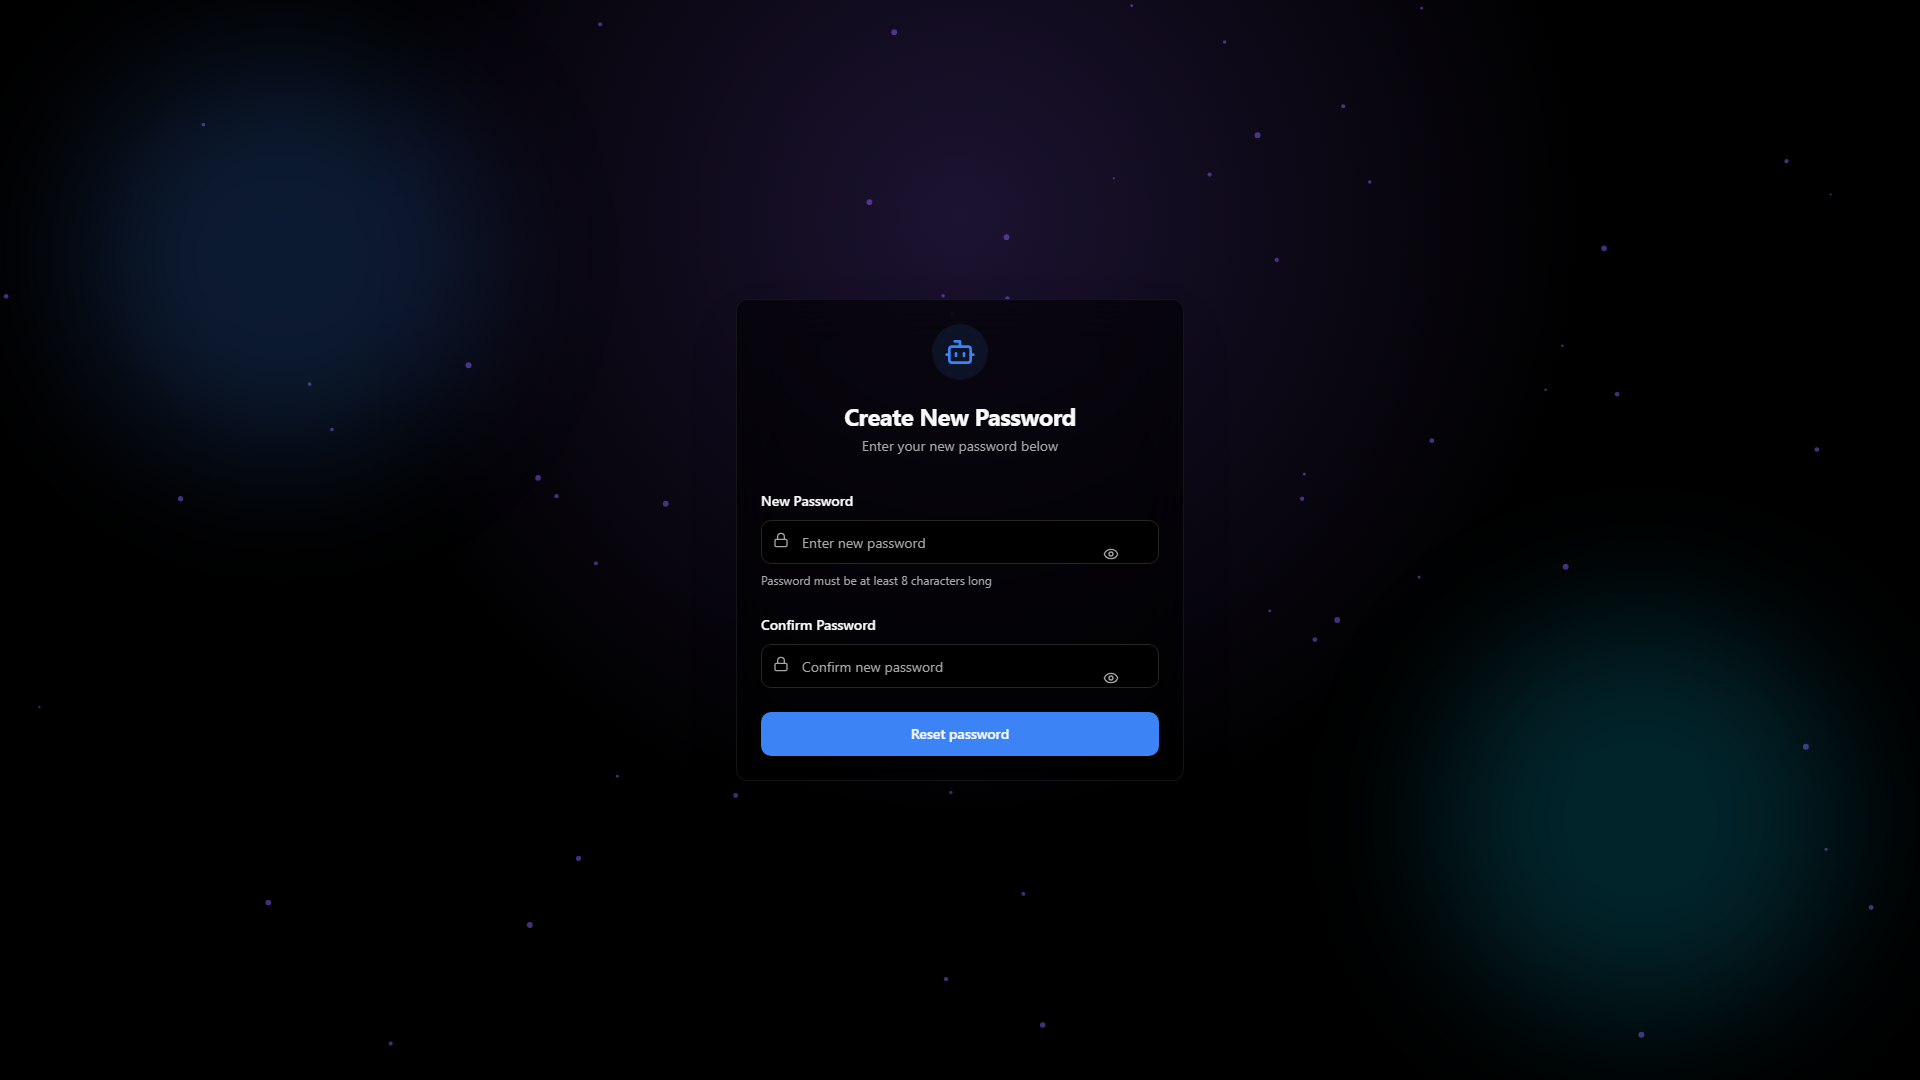 Create New Password
Enter your new password below
New Password
Enter new password
Password must be at least 8 characters long
Confirm Password
Confirm new password
Reset password